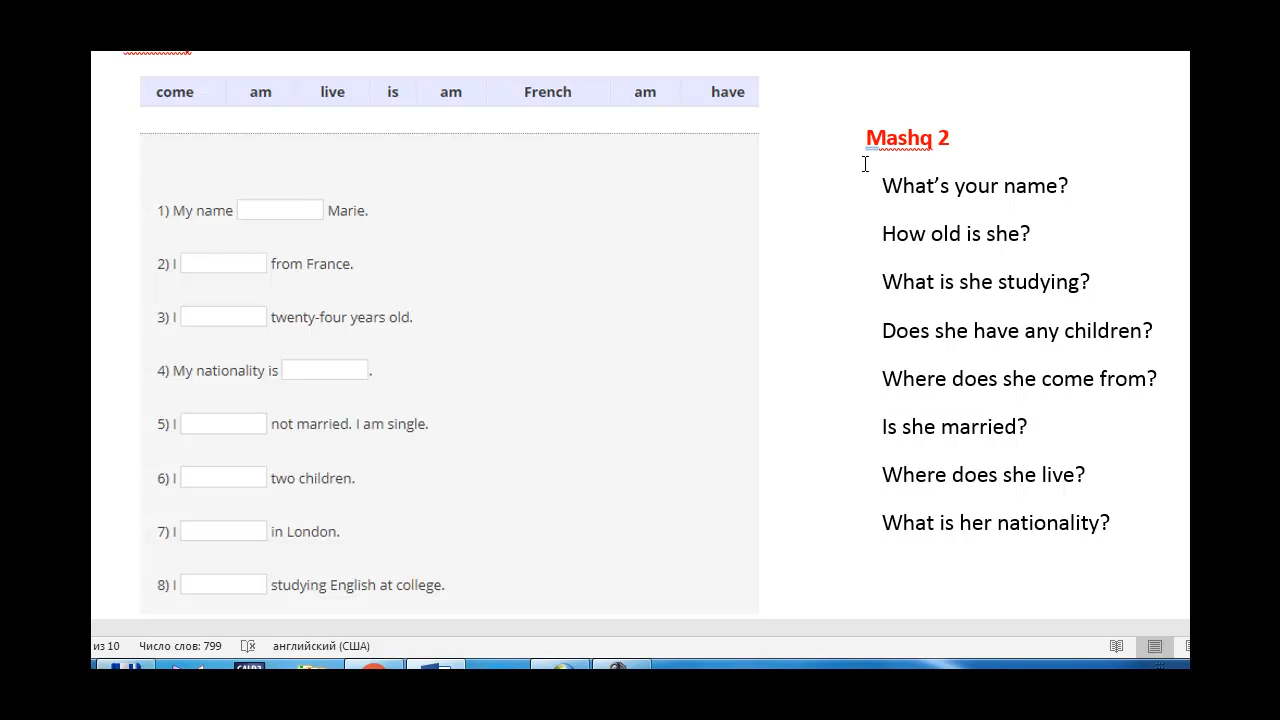 come am live is am French am have
1) My name Marie.
2) I from France.
3) I twenty-four years old.
4) My nationality is .
5) I not married. I am single.
6) I two children.
7) I in London.
8) I studying English at college.
Mashq 2
What’s your name?
How old is she?
What is she studying?
Does she have any children?
Where does she come from?
Is she married?
Where does she live?
What is her nationality?
из 10 Число слов: 799 английский (США)